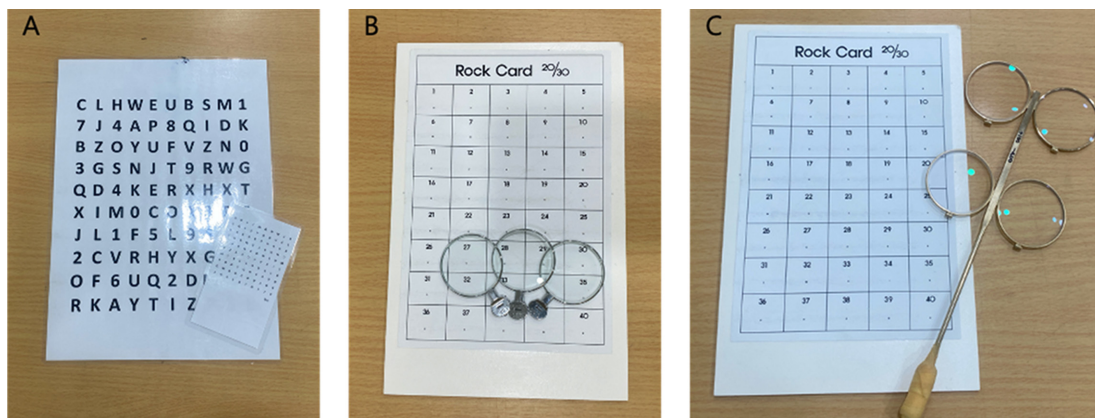 A
C L H W E U B S M 1
7 J 4 A P 8 Q I D K
B Z O Y U F V Z N 0
3 G S N J T 9 R W G
Q D 4 K E R X H X T
X I M 0 C O
J L 1 F 5 L 9
2 C V R H Y X G
O F 6 U Q 2 D
R K A Y T I Z
B
Rock Card 20/30
1 2 3 4 5
6 7 8 9 10
11 12 13 14 15
16 17 18 19 20
21 22 23 24 25
26 27 28 29 30
31 32 33 35
36 37 40
C
Rock Card 20/30
1 2 3 4 5
6 7 8 9 10
11 12 13 14 15
16 17 18 19 20
21 22 23 24 25
26 27 28 29 30
31 32 33 34 35
36 37 38 39 40